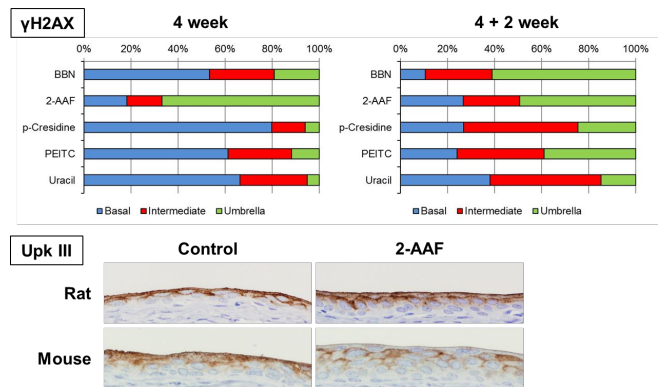 γH2AX
4 week
4 + 2 week
0% 20% 40% 60% 80% 100%
0% 20% 40% 60% 80% 100%
BBN
2-AAF
p-Cresidine
PEITC
Uracil
BBN
2-AAF
p-Cresidine
PEITC
Uracil
Basal Intermediate Umbrella
Basal Intermediate Umbrella
Upk III
Control
2-AAF
Rat
Mouse